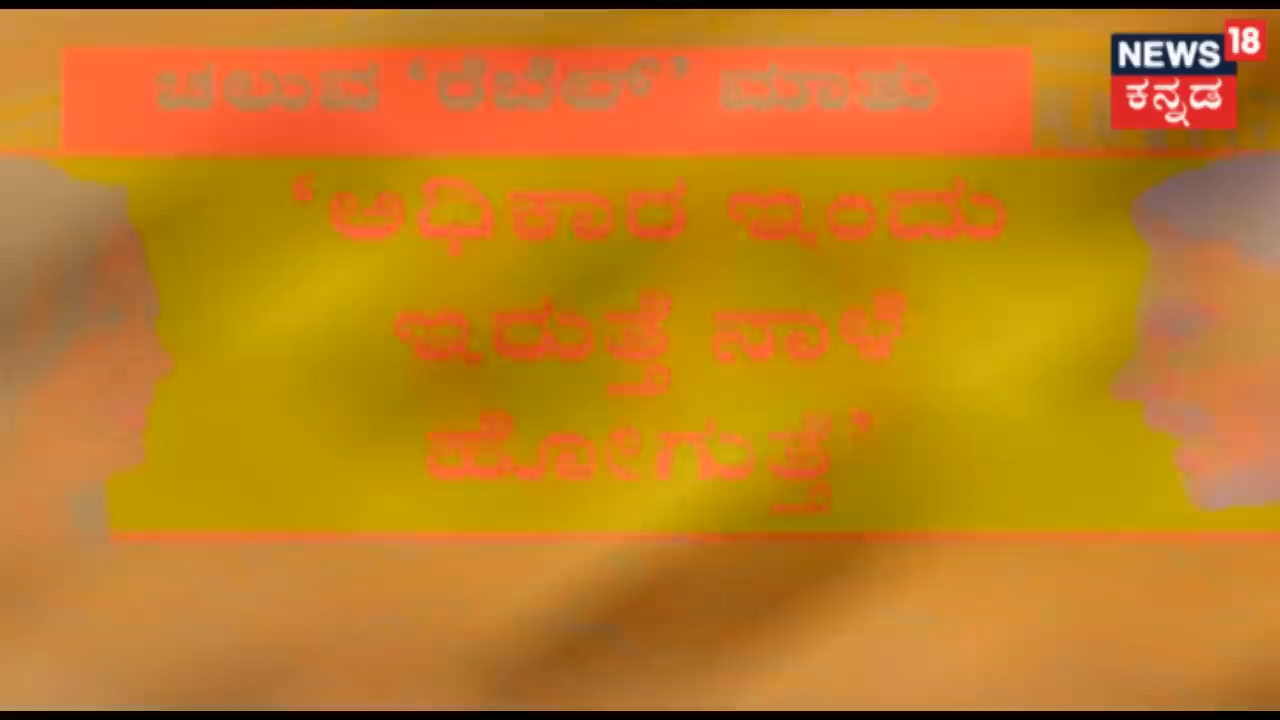 ಚಲುವ ‘ರೆಬೆಲ್’ ಮಾತು
NEWS 18
ಕನ್ನಡ
‘ಅಧಿಕಾರ ಇಂದು
ಇರುತ್ತೆ ನಾಳೆ
ಹೋಗುತ್ತೆ’